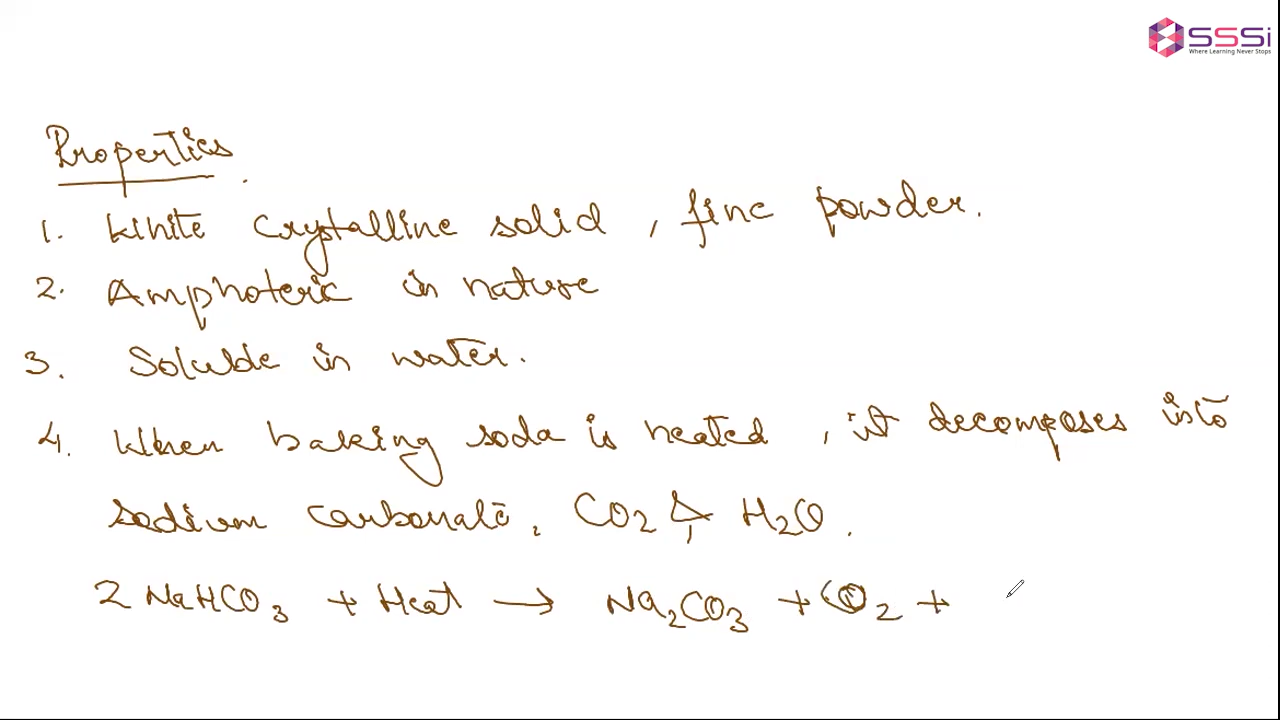 SSSi
Where Learning Never Stops
Properties.
1. White Crystalline solid, fine powder.
2. Amphoteric in nature
3. Soluble in water.
4. When baking soda is heated, it decomposes into
sodium carbonate, CO2 & H2O.
2 NaHCO3 + Heat → Na2CO3 + CO2 +